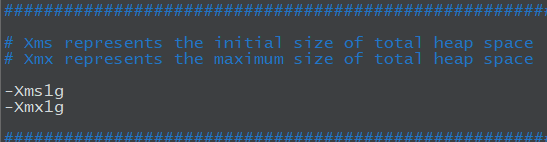 ################################################################
# Xms represents the initial size of total heap space
# Xmx represents the maximum size of total heap space
-Xms1g
-Xmx1g
################################################################